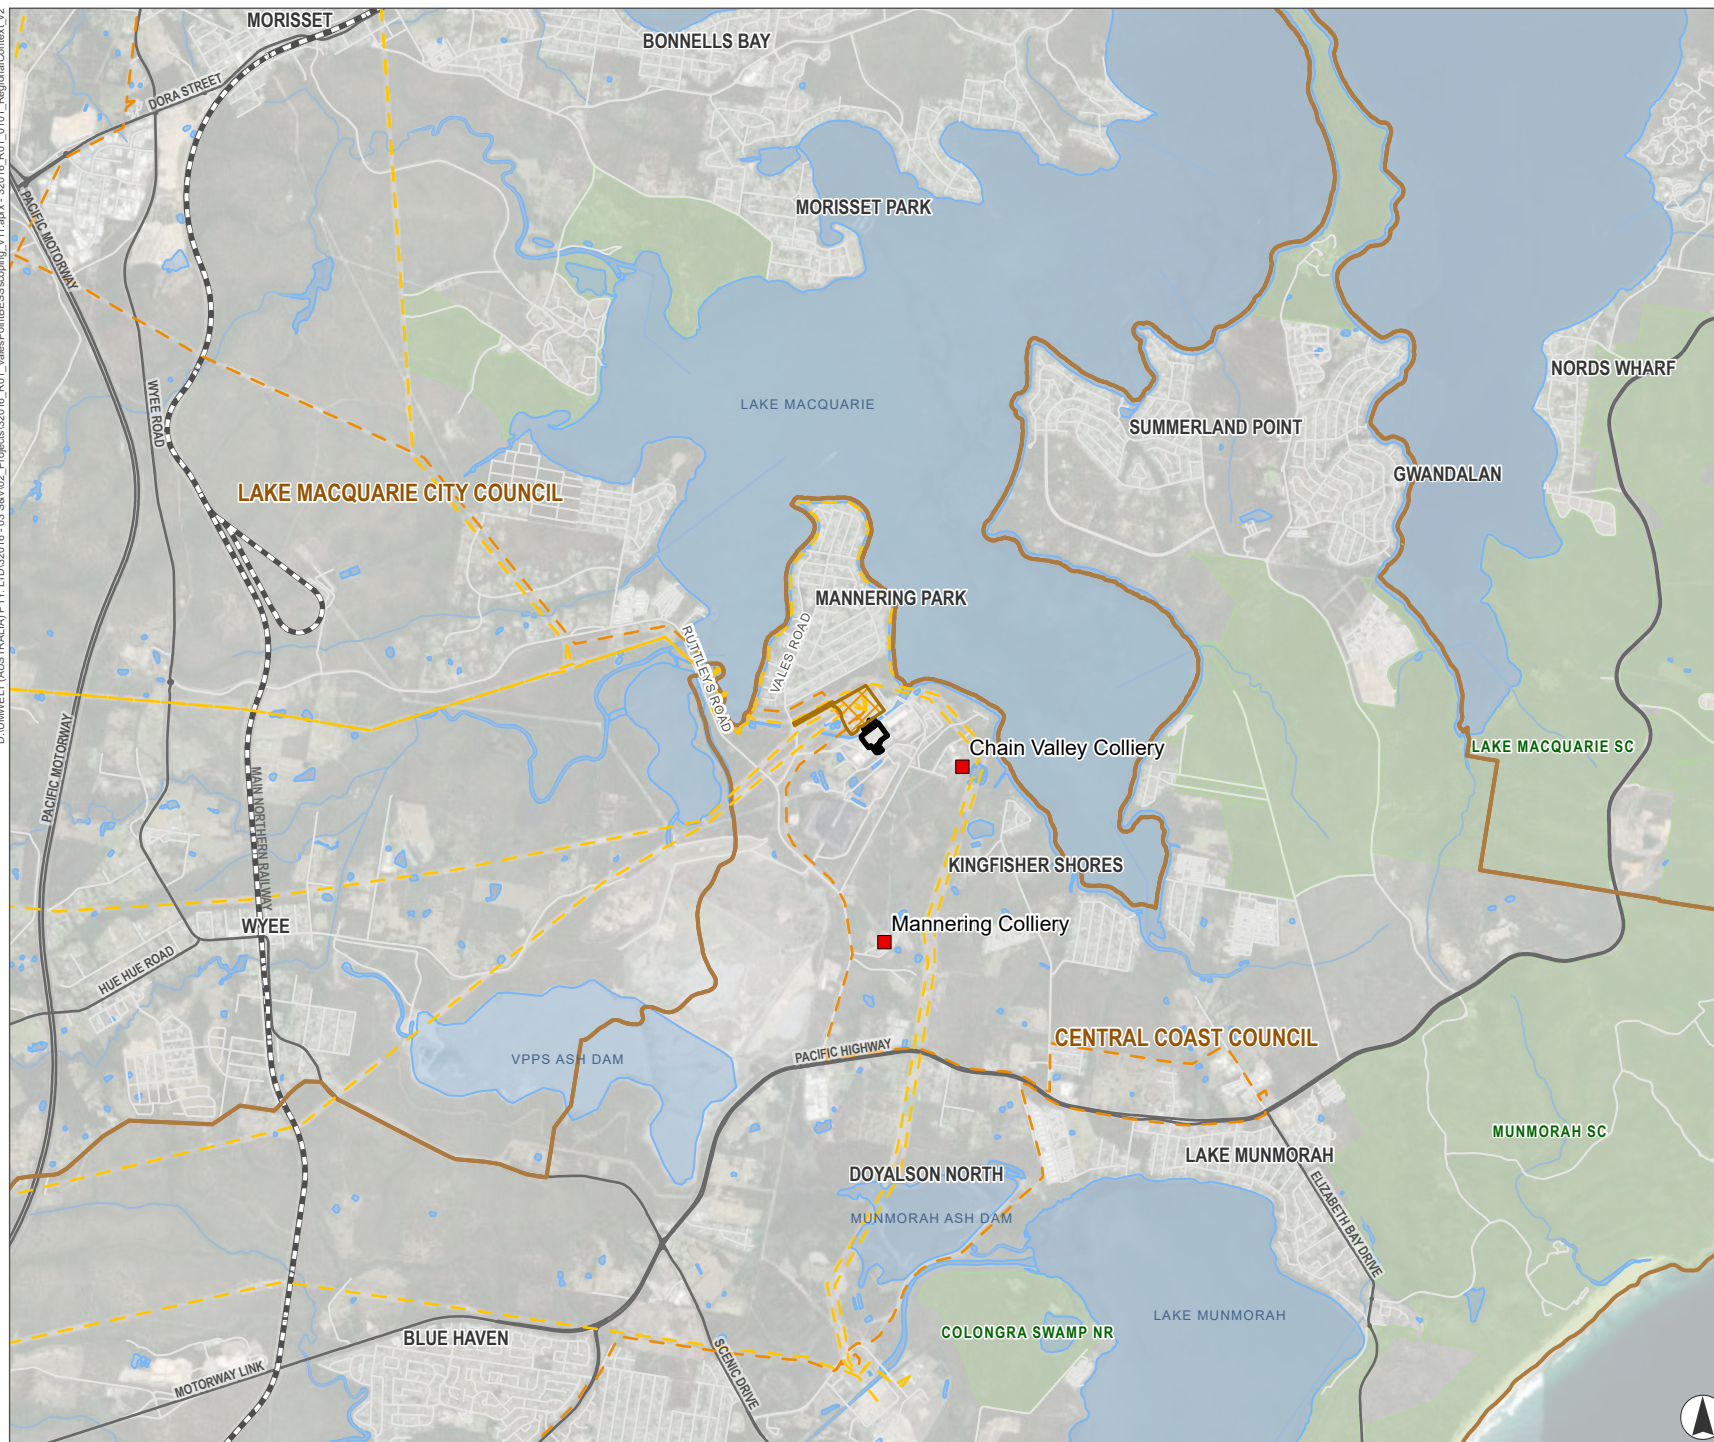 MORISSET
BONNELLS BAY
DORA STREET
MORISSET PARK
PACIFIC MOTORWAY
WYEE ROAD
NORDS WHARF
LAKE MACQUARIE
SUMMERLAND POINT
GWANDALAN
LAKE MACQUARIE CITY COUNCIL
MANNERING PARK
RUTTLEYS ROAD
VALES ROAD
Chain Valley Colliery
LAKE MACQUARIE SC
PACIFIC MOTORWAY
MAIN NORTHERN RAILWAY
KINGFISHER SHORES
WYEE
Mannering Colliery
HUE HUE ROAD
CENTRAL COAST COUNCIL
PACIFIC HIGHWAY
VPPS ASH DAM
MUNMORAH SC
LAKE MUNMORAH
DOYALSON NORTH
ELIZABETH BAY DRIVE
MUNMORAH ASH DAM
LAKE MUNMORAH
COLONGRA SWAMP NR
BLUE HAVEN
SCENIC DRIVE
MOTORWAY LINK